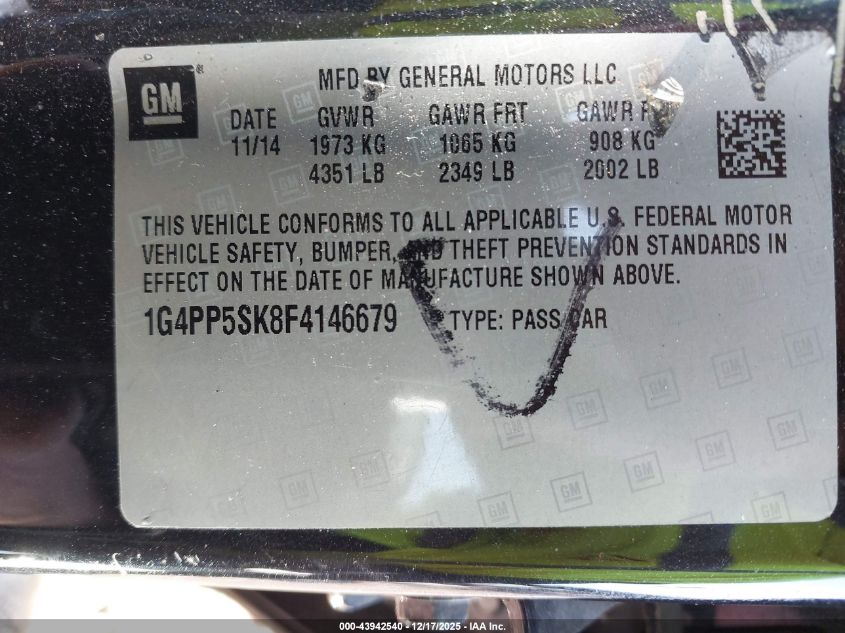 GM
MFD BY GENERAL MOTORS LLC
DATE GVWR GAWR FRT GAWR
11/14 1973 KG 1065 KG 908 KG
4351 LB 2349 LB 2002 LB
THIS VEHICLE CONFORMS TO ALL APPLICABLE U.S. FEDERAL MOTOR
VEHICLE SAFETY, BUMPER, AND THEFT PREVENTION STANDARDS IN
EFFECT ON THE DATE OF MANUFACTURE SHOWN ABOVE.
1G4PP5SK8F4146679 TYPE: PASS CAR
000-43942540 - 12/17/2025 - IAA Inc.